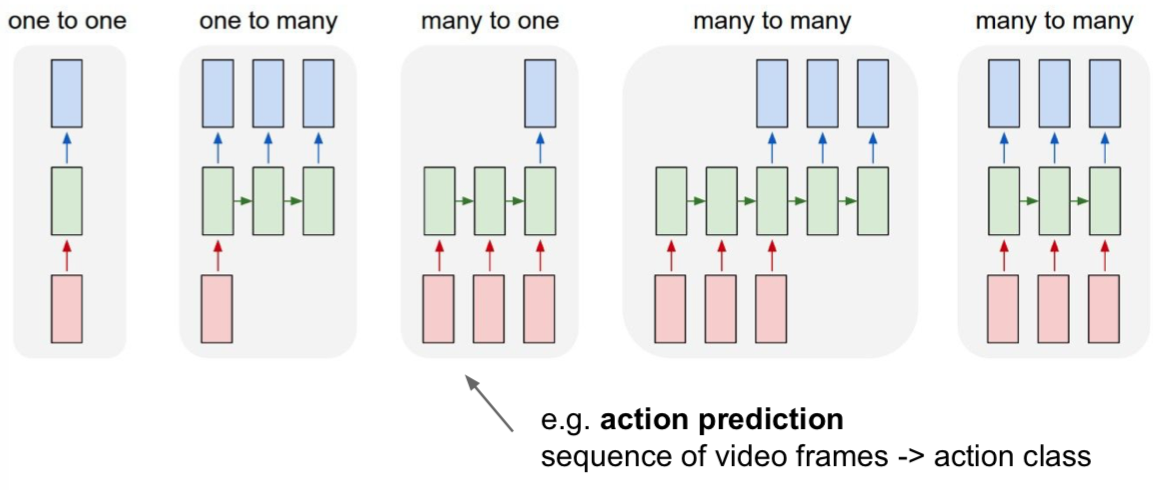 one to one
one to many
many to one
many to many
many to many
e.g. action prediction
sequence of video frames -> action class